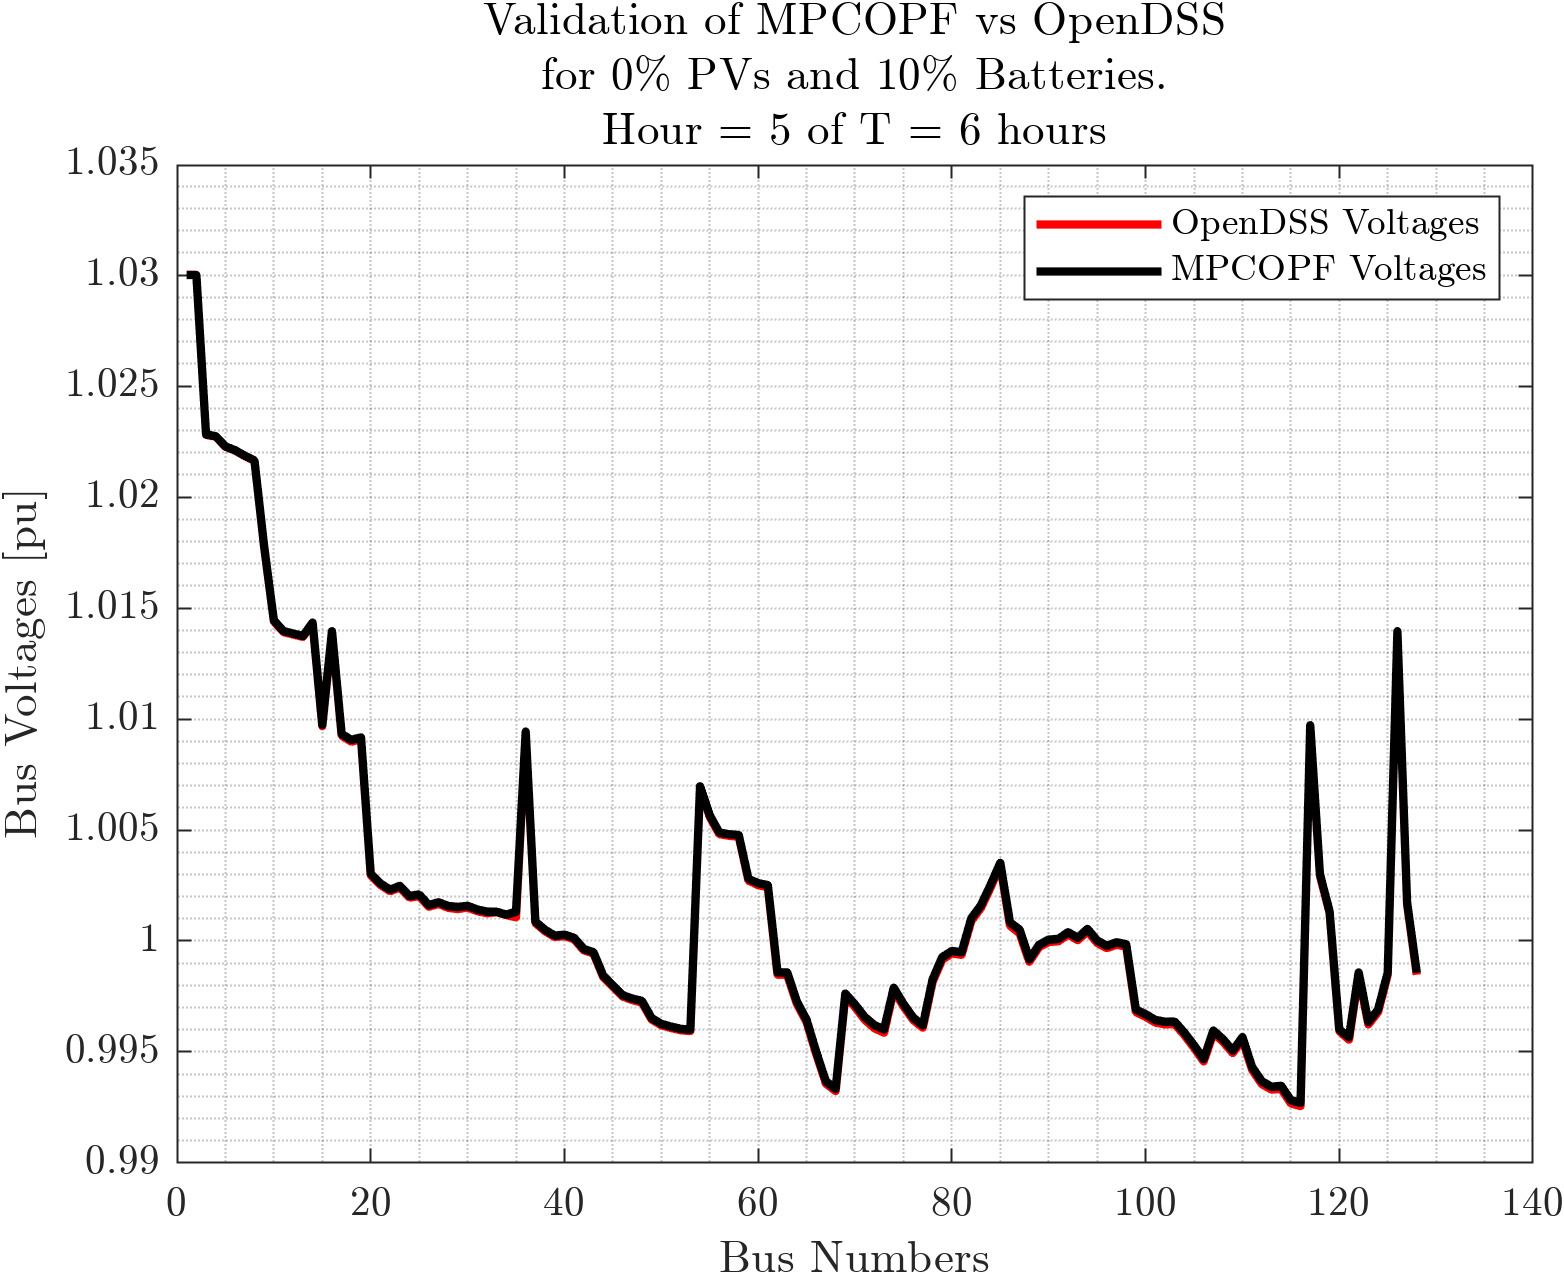 Validation of MPCOPF vs OpenDSS
for 0% PVs and 10% Batteries.
Hour = 5 of T = 6 hours
1.035
1.03
1.025
1.02
1.015
1.01
1.005
1
0.995
0.99
Bus Voltages [pu]
OpenDSS Voltages
MPCOPF Voltages
0 20 40 60 80 100 120 140
Bus Numbers